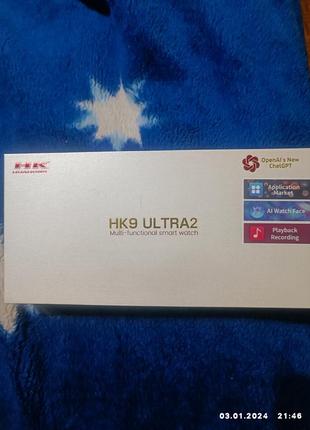 HK
OpenAI's New
ChatGPT
Application
Market
AI Watch Face
Playback
Recording
HK9 ULTRA2
Multi-functional smart watch
03.01.2024
21:46